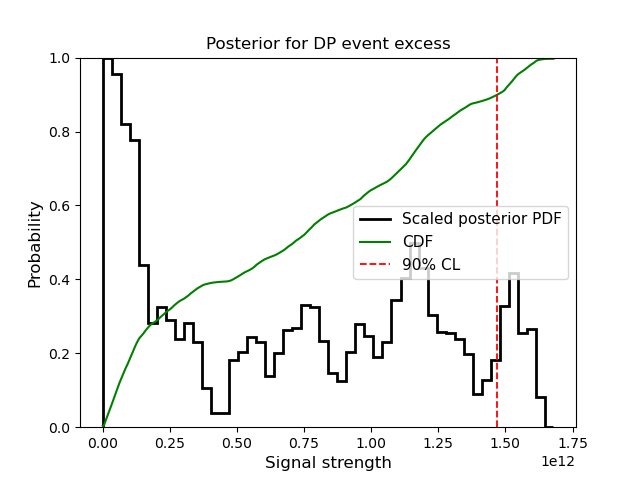 Posterior for DP event excess
Probability
1.0
0.8
0.6
0.4
0.2
0.0
Scaled posterior PDF
CDF
90% CL
0.00 0.25 0.50 0.75 1.00 1.25 1.50 1.75
1e12
Signal strength